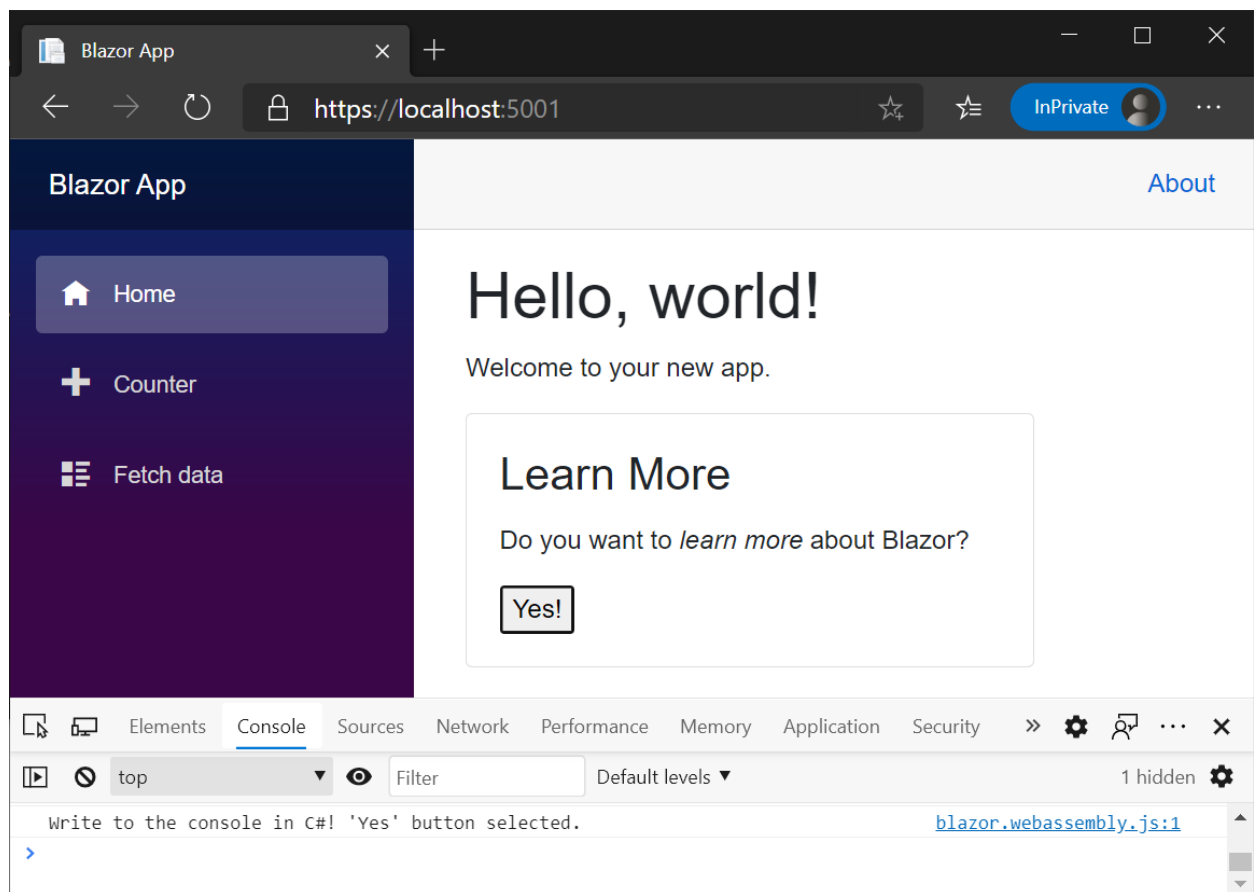 Blazor App
https://localhost:5001
InPrivate
Blazor App
About
Home
Counter
Fetch data
Hello, world!
Welcome to your new app.
Learn More
Do you want to learn more about Blazor?
Yes!
Elements Console Sources Network Performance Memory Application Security
top Filter Default levels 1 hidden
Write to the console in C#! 'Yes' button selected. blazor.webassembly.js:1